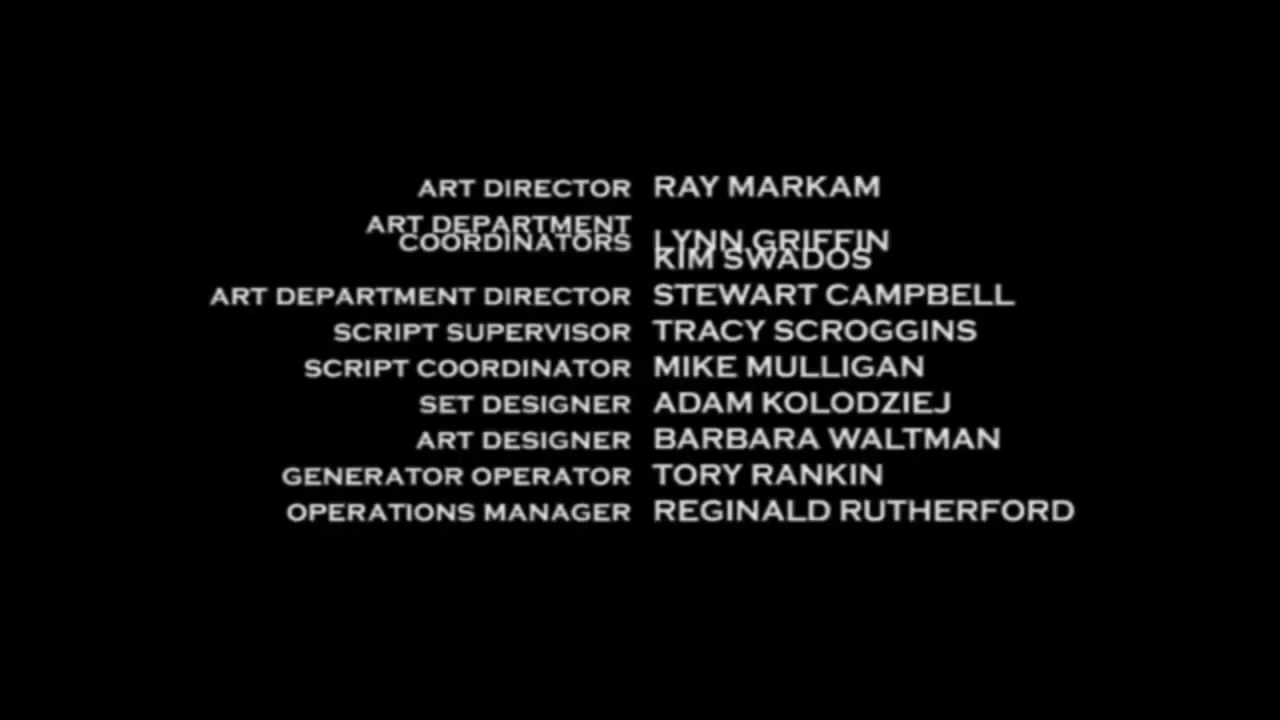 ART DIRECTOR RAY MARKAM
ART DEPARTMENT
COORDINATORS LYNN GRIFFIN
KIM SWADOS
ART DEPARTMENT DIRECTOR STEWART CAMPBELL
SCRIPT SUPERVISOR TRACY SCROGGINS
SCRIPT COORDINATOR MIKE MULLIGAN
SET DESIGNER ADAM KOLODZIEJ
ART DESIGNER BARBARA WALTMAN
GENERATOR OPERATOR TORY RANKIN
OPERATIONS MANAGER REGINALD RUTHERFORD